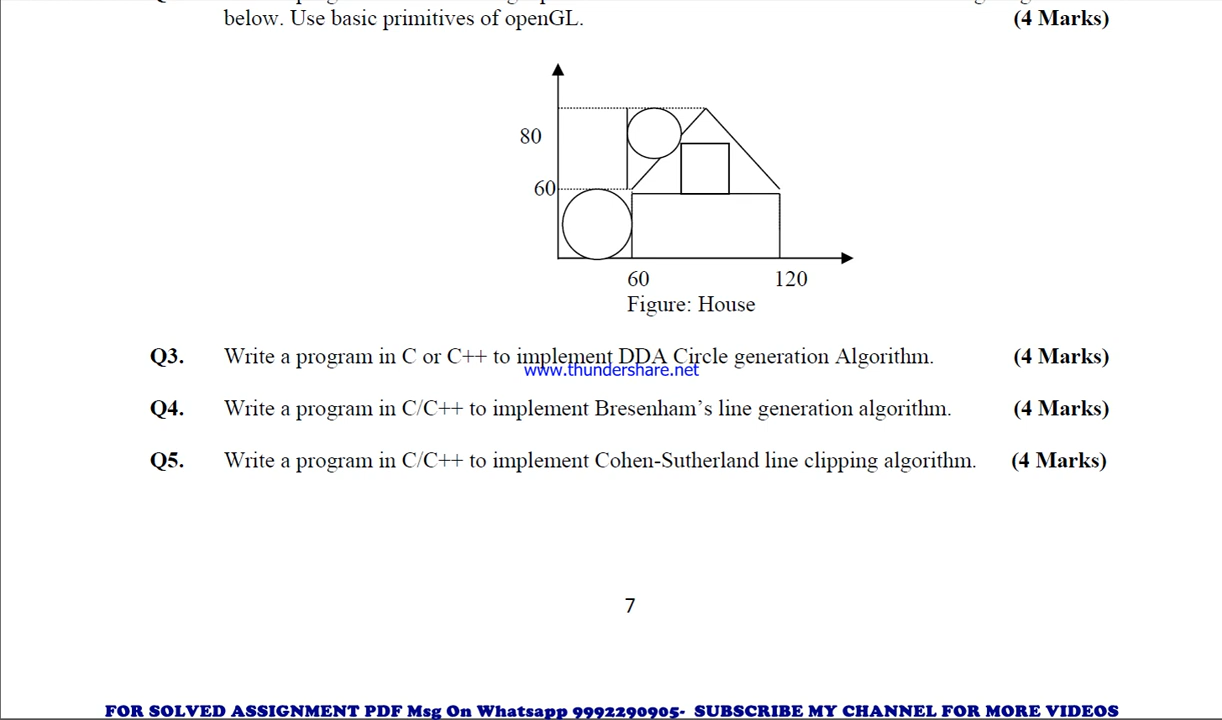 below. Use basic primitives of openGL. (4 Marks)
80
60
60 120
Figure: House
Q3. Write a program in C or C++ to implement DDA Circle generation Algorithm. (4 Marks)
www.thundershare.net
Q4. Write a program in C/C++ to implement Bresenham's line generation algorithm. (4 Marks)
Q5. Write a program in C/C++ to implement Cohen-Sutherland line clipping algorithm. (4 Marks)
7
FOR SOLVED ASSIGNMENT PDF Msg On Whatsapp 9992290905- SUBSCRIBE MY CHANNEL FOR MORE VIDEOS